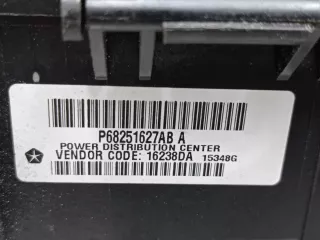 P68251627AB A
POWER DISTRIBUTION CENTER
VENDOR CODE: 16238DA 15348G